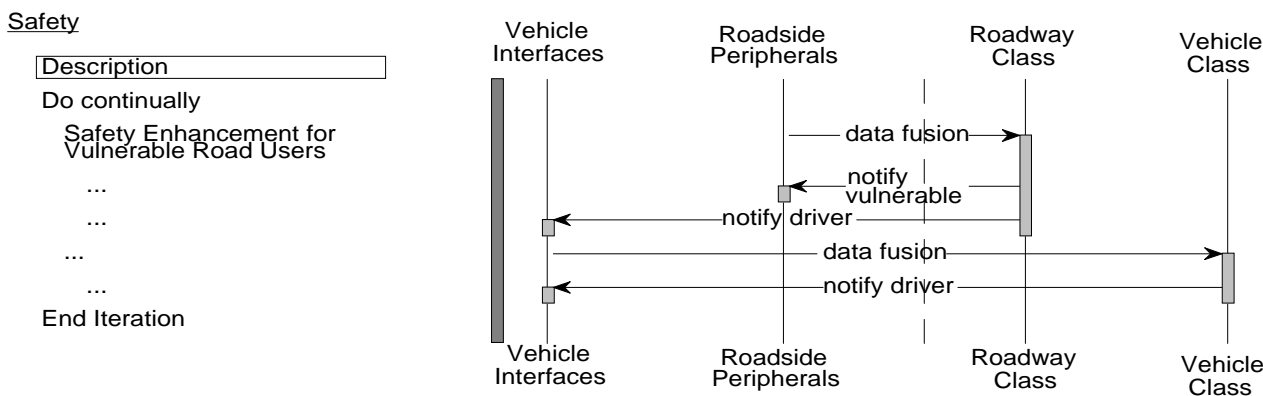 Safety
Description
Do continually
Safety Enhancement for
Vulnerable Road Users
...
...
...
...
End Iteration
Vehicle
Interfaces
Roadside
Peripherals
Roadway
Class
Vehicle
Class
data fusion
notify
vulnerable
notify driver
data fusion
notify driver
Vehicle
Interfaces
Roadside
Peripherals
Roadway
Class
Vehicle
Class